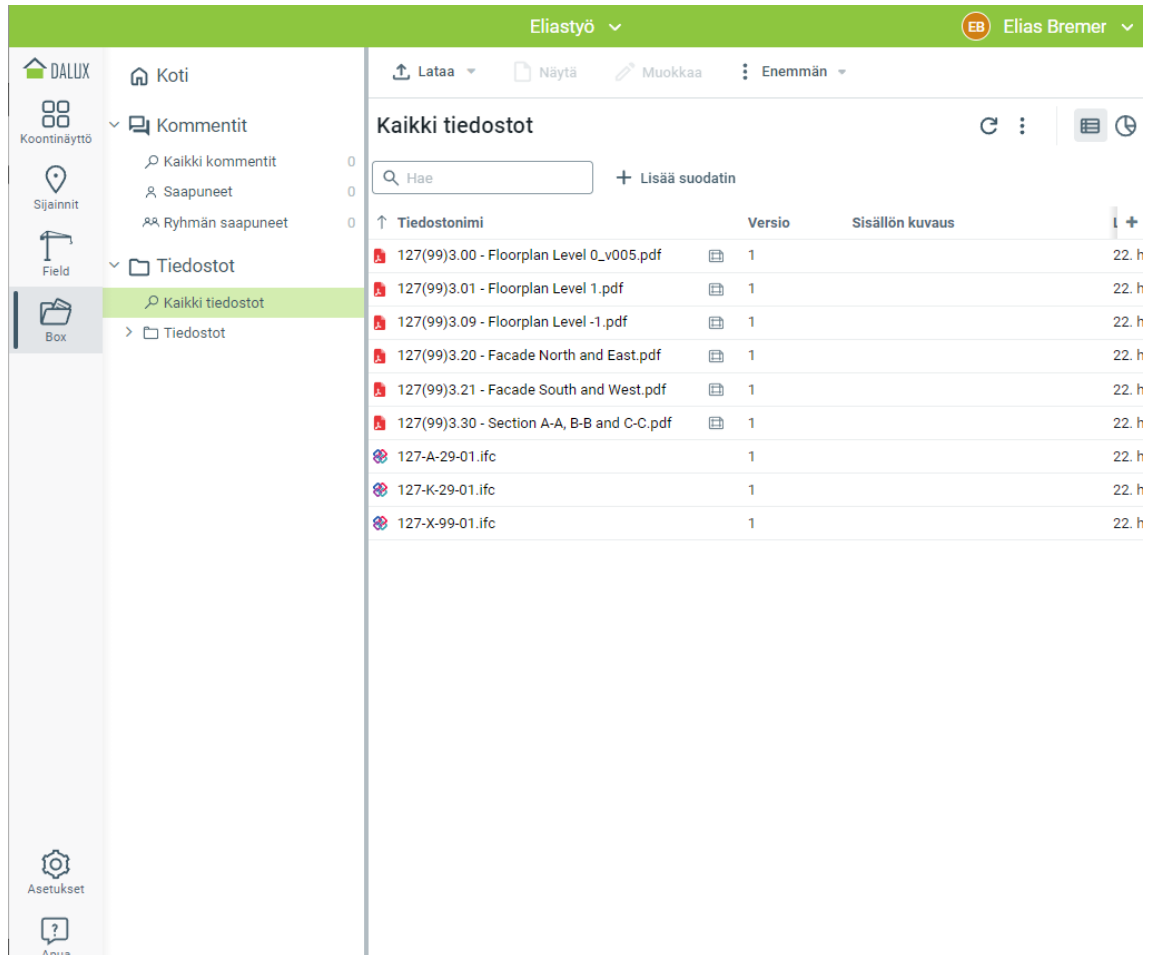 Eliastyö
EB Elias Bremer
DALUX
Koontinäyttö
Sijainnit
Field
Box
Asetukset
Apua
Koti
Kommentit
Kaikki kommentit 0
Saapuneet 0
Ryhmän saapuneet 0
Tiedostot
Kaikki tiedostot
Tiedostot
Lataa Näytä Muokkaa Enemmän
Kaikki tiedostot
Hae + Lisää suodatin
↑ Tiedostonimi Versio Sisällön kuvaus L +
127(99)3.00 - Floorplan Level 0_v005.pdf 1 22. h
127(99)3.01 - Floorplan Level 1.pdf 1 22. h
127(99)3.09 - Floorplan Level -1.pdf 1 22. h
127(99)3.20 - Facade North and East.pdf 1 22. h
127(99)3.21 - Facade South and West.pdf 1 22. h
127(99)3.30 - Section A-A, B-B and C-C.pdf 1 22. h
127-A-29-01.ifc 1 22. h
127-K-29-01.ifc 1 22. h
127-X-99-01.ifc 1 22. h